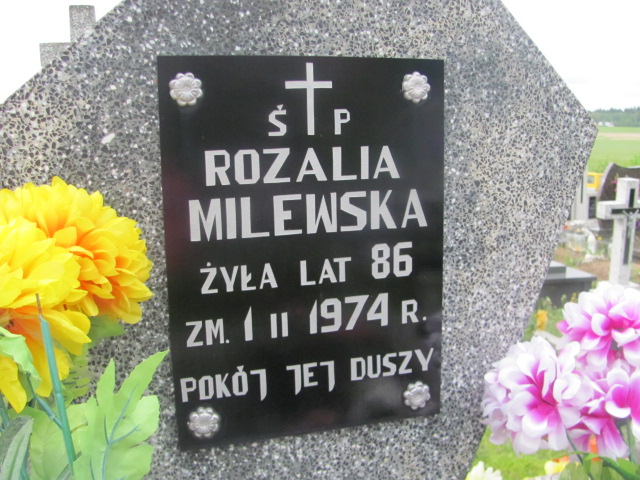 Ś P
ROZALIA
MILEWSKA
ŻYŁA LAT 86
ZM. 1 II 1974 R.
POKÓJ JEJ DUSZY